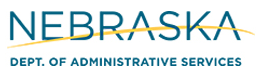 NEBRASKA
DEPT. OF ADMINISTRATIVE SERVICES